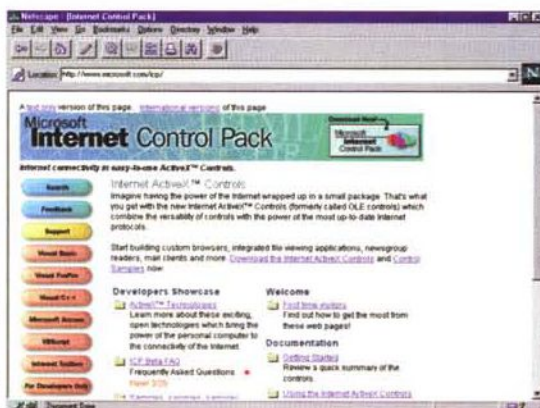 Netscape - [Internet Control Pack]
File Edit View Go Bookmarks Options Directory Window Help
Location: http://www.microsoft.com/icp/
A text only version of this page. International versions of this page
Microsoft
Internet Control Pack
Download Now!
Microsoft
Internet
Control Pack
Internet connectivity in easy-to-use ActiveX™ Controls.
Search
Feedback
Support
Visual Basic
Visual FoxPro
Visual C++
Microsoft Access
VBScript
Internet Toolbox
For Developers Only
Internet ActiveX™ Controls
Imagine having the power of the Internet wrapped up in a small package. That's what
you get with the new Internet ActiveX™ Controls (formerly called OLE controls) which
combine the versatility of controls with the power of the most up-to-date Internet
protocols.
Start building custom browsers, integrated file viewing applications, newsgroup
readers, mail clients and more. Download the Internet ActiveX Controls and Control
Samples now.
Developers Showcase
ActiveX™ Technologies
Learn more about these exciting,
open technologies which bring the
power of the personal computer to
the connectivity of the Internet.
ICP Beta FAQ
Frequently Asked Questions
Samples, samples, samples
Welcome
First time visitors
Find out how to get the most from
these web pages!
Documentation
Getting Started
Review a quick summary of the
controls.
Using the Internet ActiveX Controls
Document: Done